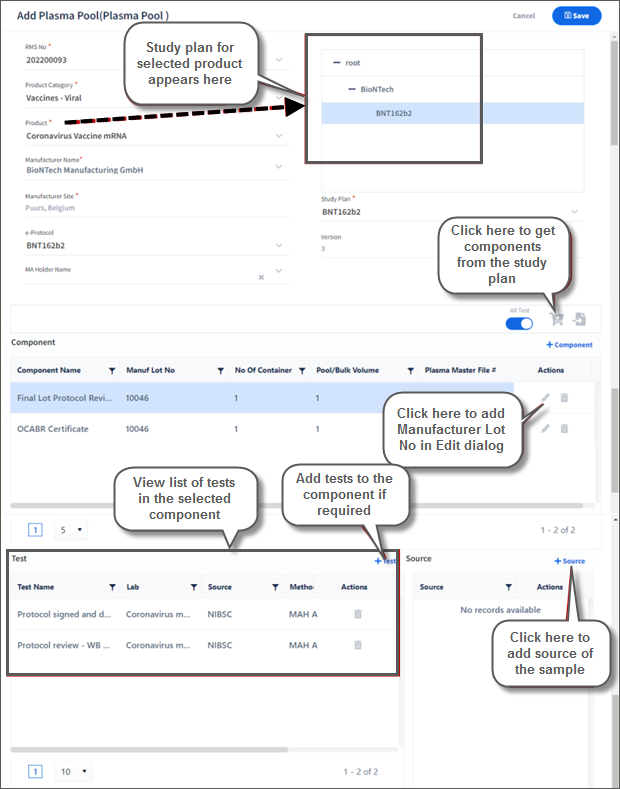 Add Plasma Pool(Plasma Pool )
Cancel
Save
Study plan for
selected product
appears here
RMS No *
202200093
Product Category *
Vaccines - Viral
Product *
Coronavirus Vaccine mRNA
Manufacturer Name*
BioNTech Manufacturing GmbH
Manufacturer Site *
Puurs, Belgium
e-Protocol
BNT162b2
MA Holder Name
root
BioNTech
BNT162b2
Study Plan *
BNT162b2
Version
3
Click here to get
components
from the study
plan
All Test
Component
+ Component
Component Name Manuf Lot No No Of Container Pool/Bulk Volume Plasma Master File # Actions
Final Lot Protocol Revi... 10046 1 1
OCABR Certificate 10046 1 1
Click here to add
Manufacturer Lot
No in Edit dialog
View list of tests
in the selected
component
Add tests to the
component if
required
1 5 1 - 2 of 2
Test
+ Test
Test Name Lab Source Metho Actions
Protocol signed and d... Coronavirus m... NIBSC MAH A
Protocol review - WB ... Coronavirus m... NIBSC MAH A
1 10 1 - 2 of 2
Source
+ Source
Source Actions
No records available
Click here to
add source of
the sample